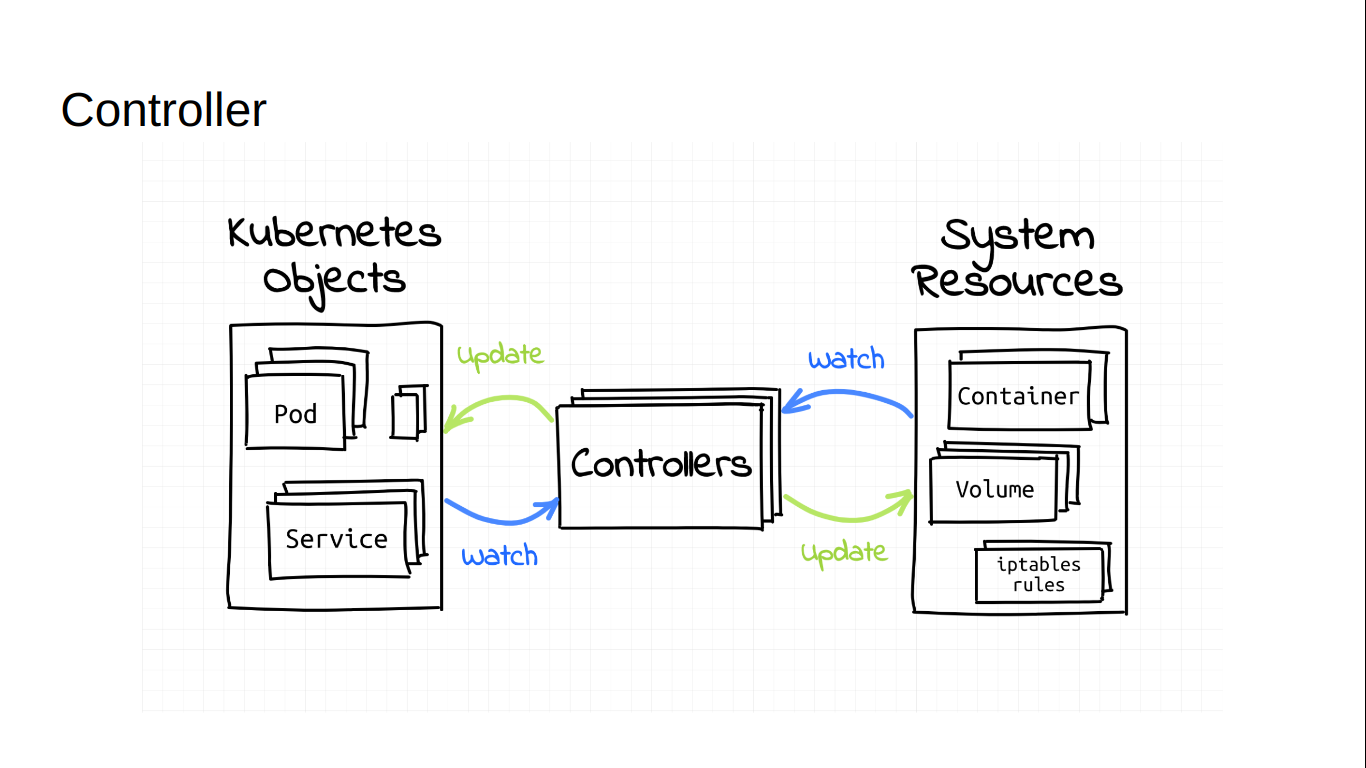 Controller
Kubernetes
Objects
System
Resources
Update
Watch
Pod
Container
Controllers
Volume
Service
Watch
Update
iptables
rules